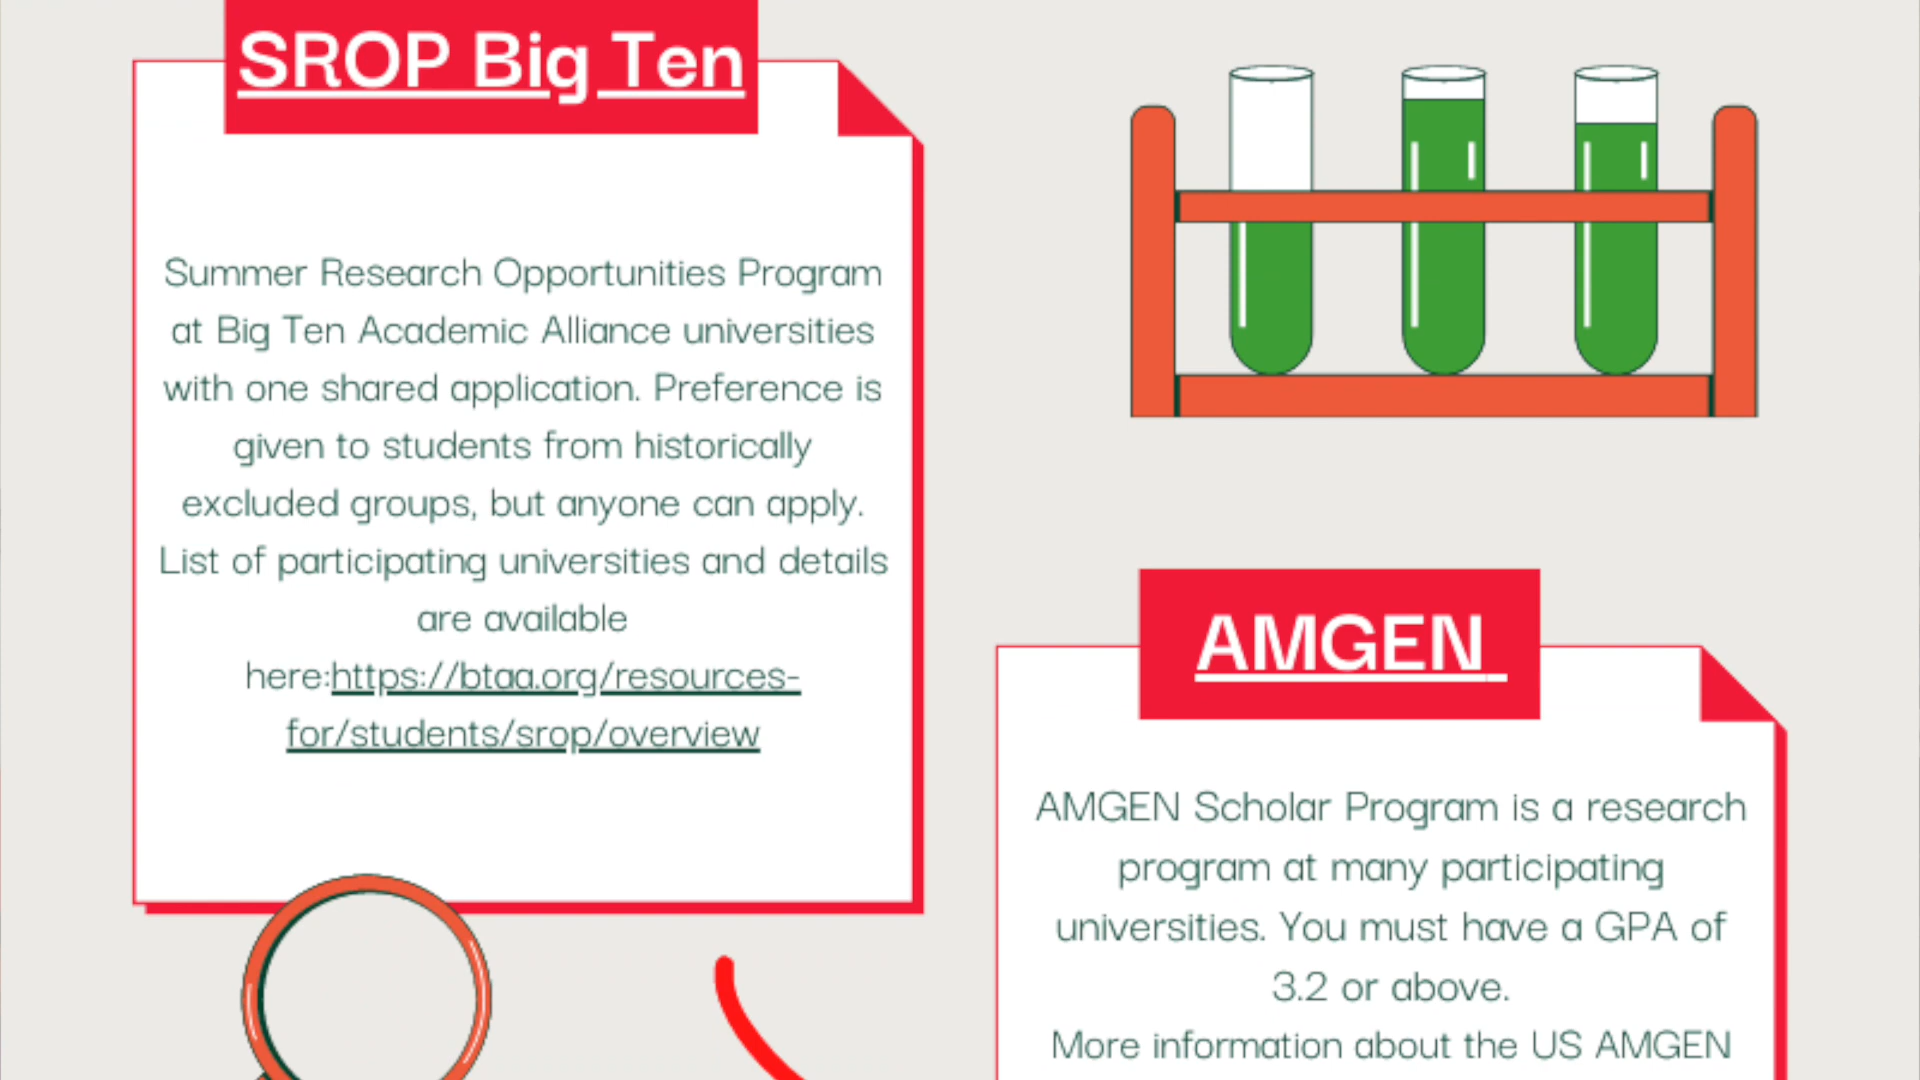 SROP Big Ten
Summer Research Opportunities Program
at Big Ten Academic Alliance universities
with one shared application. Preference is
given to students from historically
excluded groups, but anyone can apply.
List of participating universities and details
are available
here:https://btaa.org/resources-
for/students/srop/overview
AMGEN
AMGEN Scholar Program is a research
program at many participating
universities. You must have a GPA of
3.2 or above.
More information about the US AMGEN